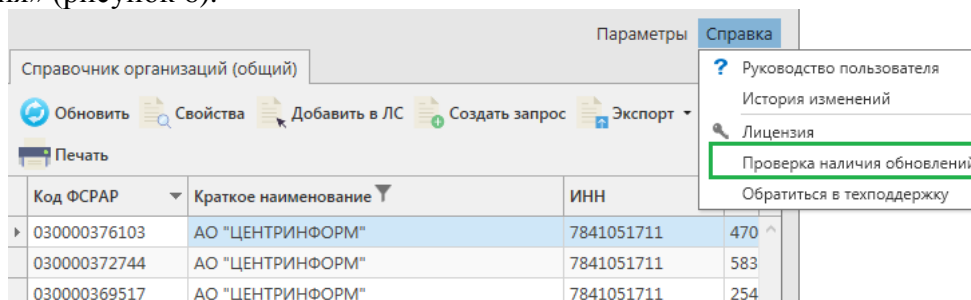 (рисунок 6).
Параметры Справка
Справочник организаций (общий)
? Руководство пользователя
История изменений
Обновить Свойства Добавить в ЛС Создать запрос Экспорт
Лицензия
Печать
Проверка наличия обновлений
Код ФСРАР Краткое наименование ИНН
Обратиться в техподдержку
030000376103 АО "ЦЕНТРИНФОРМ" 7841051711 470
030000372744 АО "ЦЕНТРИНФОРМ" 7841051711 583
030000369517 АО "ЦЕНТРИНФОРМ" 7841051711 254